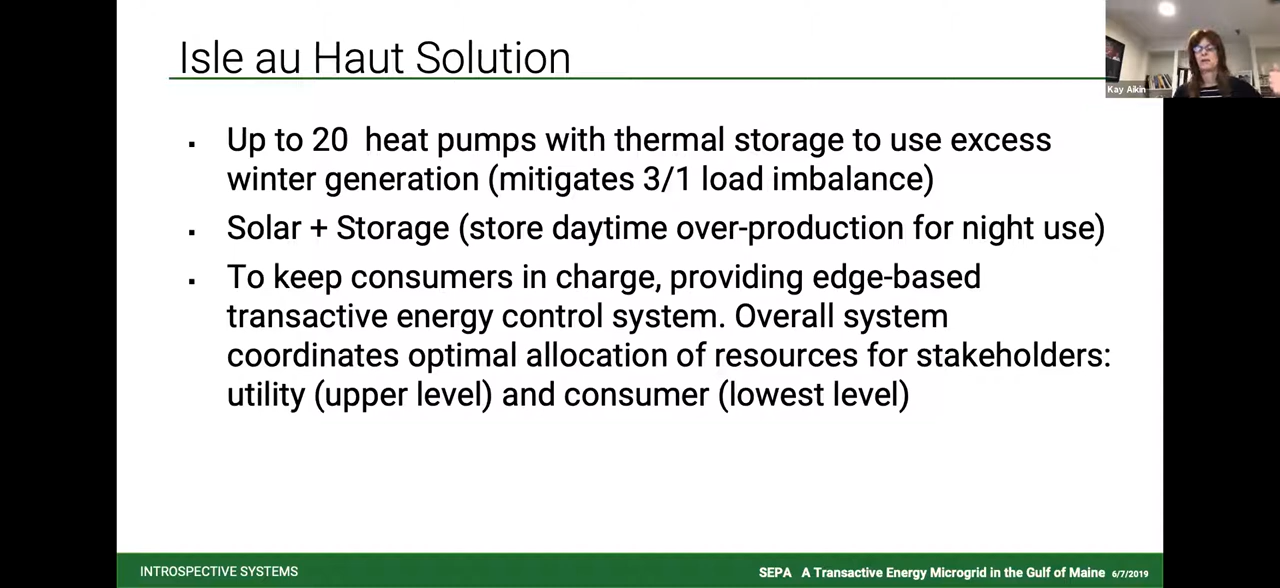 Isle au Haut Solution
Kay Aikin
▪ Up to 20 heat pumps with thermal storage to use excess
winter generation (mitigates 3/1 load imbalance)
▪ Solar + Storage (store daytime over-production for night use)
▪ To keep consumers in charge, providing edge-based
transactive energy control system. Overall system
coordinates optimal allocation of resources for stakeholders:
utility (upper level) and consumer (lowest level)
INTROSPECTIVE SYSTEMS
SEPA A Transactive Energy Microgrid in the Gulf of Maine 6/7/2019